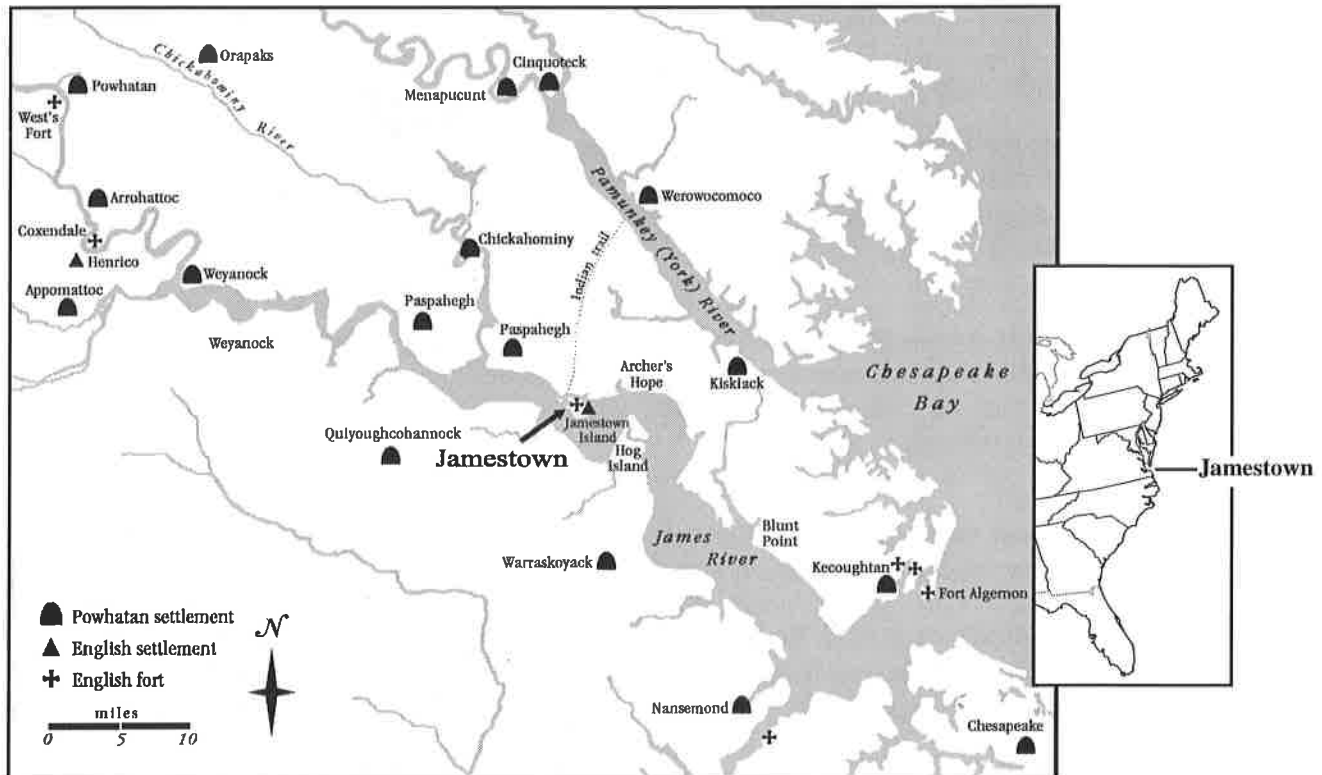 Orapaks
Chickahominy
River
Powhatan
West's
Fort
Cinquoteck
Menapucunt
Arrohattoc
Coxendale
Henrico
Appomattoc
Weyanock
Weyanock
Chickahominy
Paspahegh
Paspahegh
Indian trail
Werowocomoco
Pamunkey (York) River
Kiskiack
Archer's
Hope
Chesapeake
Bay
Quiyoughcohannock
Jamestown
Island
Jamestown
Hog
Island
James
River
Blunt
Point
Warraskoyack
Kecoughtan
Fort Algernon
Nansemond
Chesapeake
Powhatan settlement
English settlement
English fort
miles
0 5 10
N
Jamestown